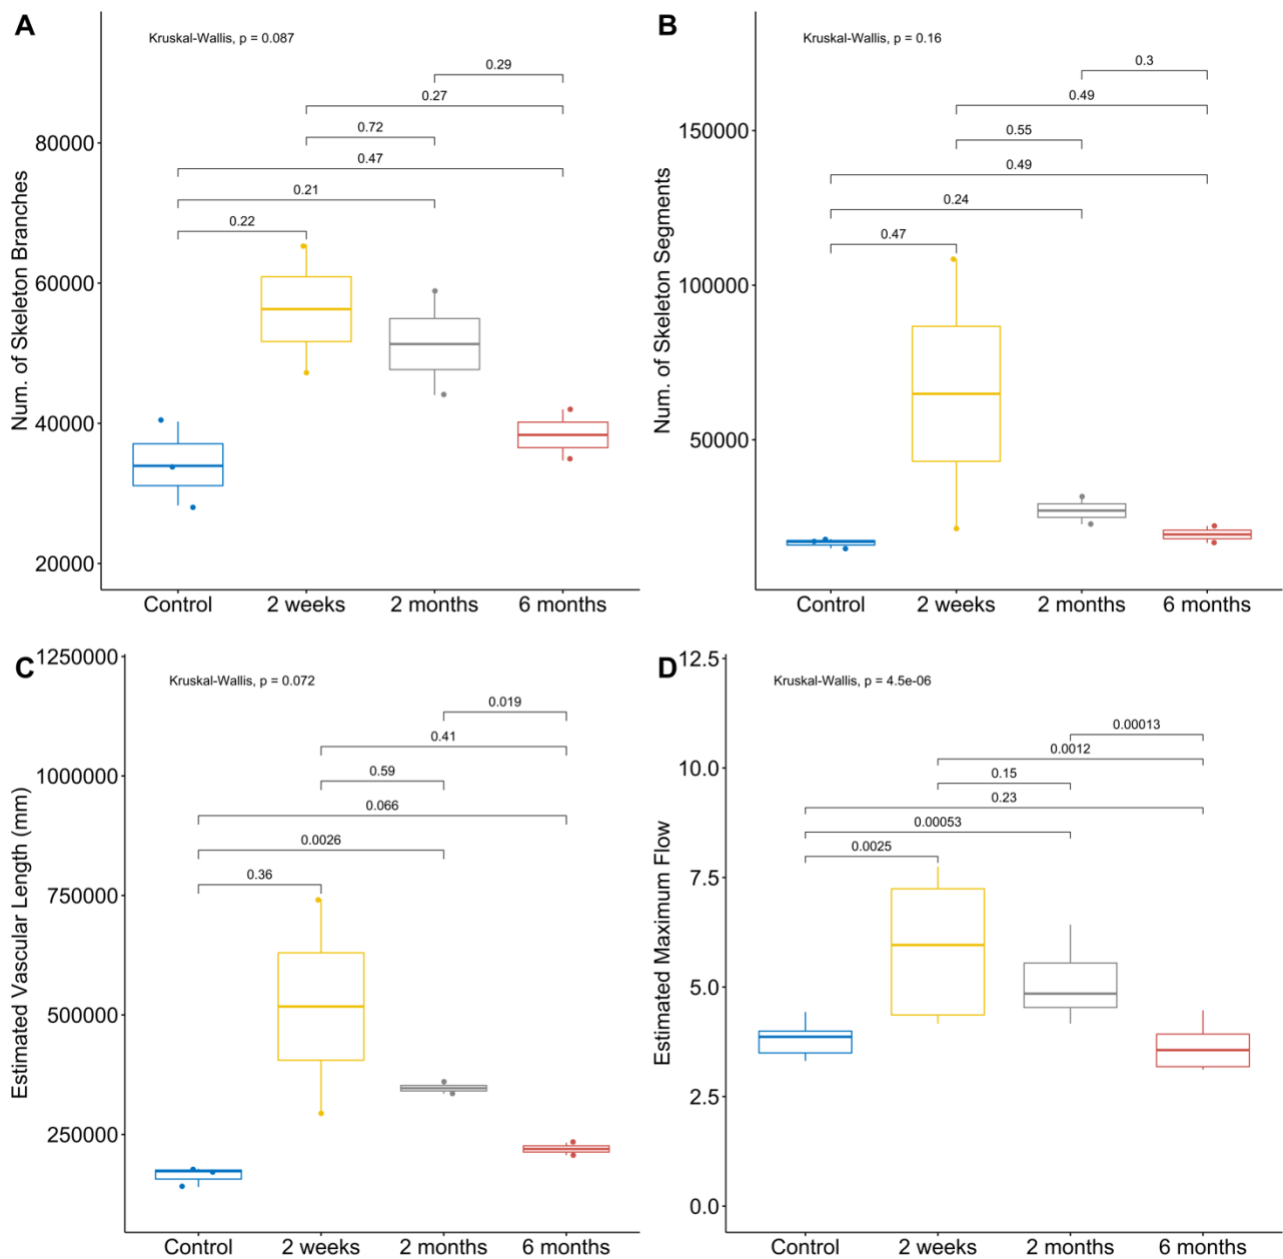 A
Kruskal-Wallis, p = 0.087
0.29
0.27
0.72
0.47
0.21
0.22
Num. of Skeleton Branches
80000
60000
40000
20000
Control 2 weeks 2 months 6 months
B
Kruskal-Wallis, p = 0.16
0.3
0.49
0.55
0.49
0.24
0.47
Num. of Skeleton Segments
150000
100000
50000
Control 2 weeks 2 months 6 months
C
Kruskal-Wallis, p = 0.072
0.019
0.41
0.59
0.066
0.0026
0.36
Estimated Vascular Length (mm)
1250000
1000000
750000
500000
250000
Control 2 weeks 2 months 6 months
D
Kruskal-Wallis, p = 4.5e-06
0.00013
0.0012
0.15
0.23
0.00053
0.0025
Estimated Maximum Flow
12.5
10.0
7.5
5.0
2.5
0.0
Control 2 weeks 2 months 6 months